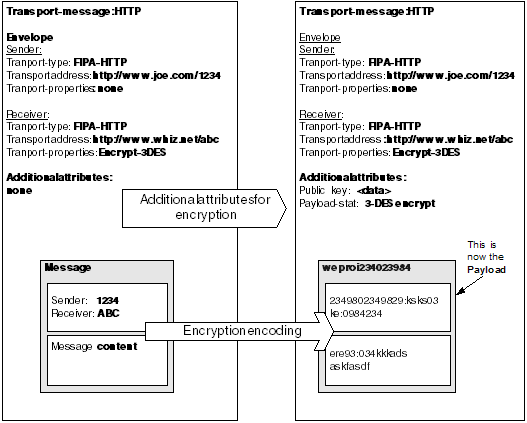 Transport-message:HTTP
Envelope
Sender:
Tranport-type: FIPA-HTTP
Transportaddress: http://www.joe.com/1234
Tranport-properties: none
Receiver:
Tranport-type: FIPA-HTTP
Transportaddress: http://www.whiz.net/abc
Tranport-properties: Encrypt-3DES
Additionalattributes:
none
Message
Sender: 1234
Receiver: ABC
Message content
Additionalattributesfor
encryption
Encryptionencoding
Transport-message:HTTP
Envelope
Sender:
Tranport-type: FIPA-HTTP
Transportaddress: http://www.joe.com/1234
Tranport-properties: none
Receiver:
Tranport-type: FIPA-HTTP
Transportaddress: http://www.whiz.net/abc
Tranport-properties: Encrypt-3DES
Additionalattributes:
Public key: <data>
Payload-stat: 3-DES encrypt
This is
now the
Payload
weproi234023984
2349802349829:ksks03
ke:0984234
ere93:034kkkads
askfasdf